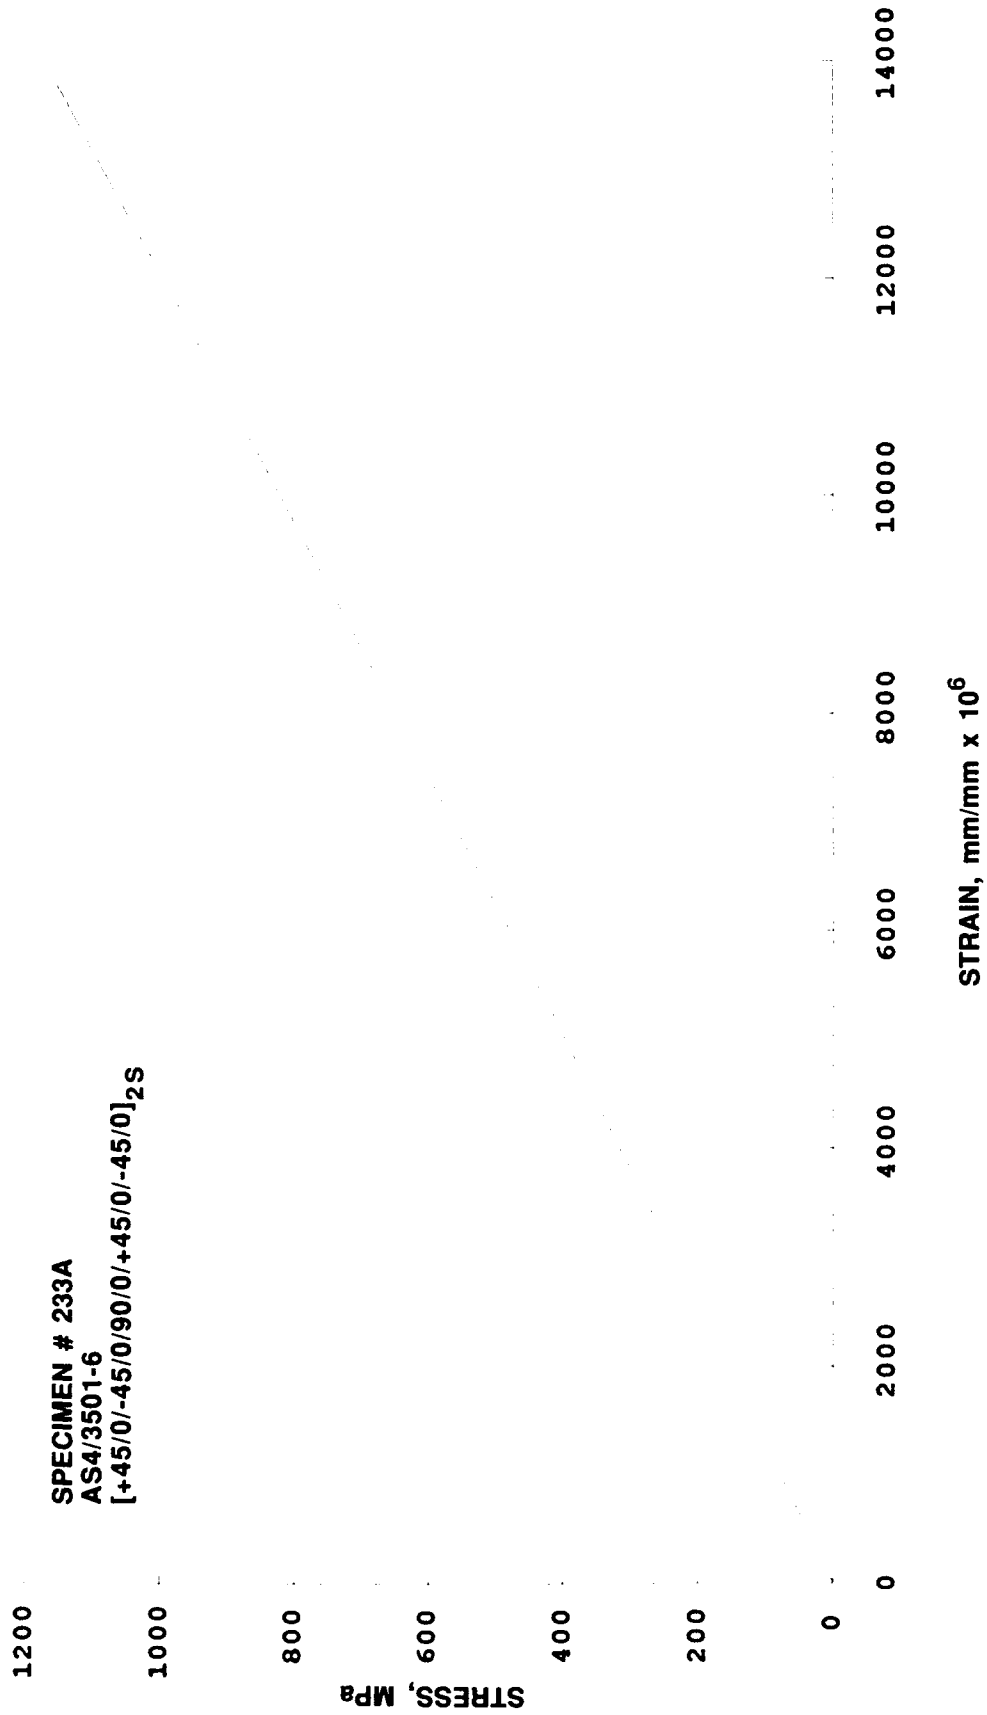 SPECIMEN # 233A
AS4/3501-6
[+45/0/-45/0/90/0/+45/0/-45/0]2S
STRESS, MPa
1200
1000
800
600
400
200
0
0 2000 4000 6000 8000 10000 12000 14000
STRAIN, mm/mm x 10⁶